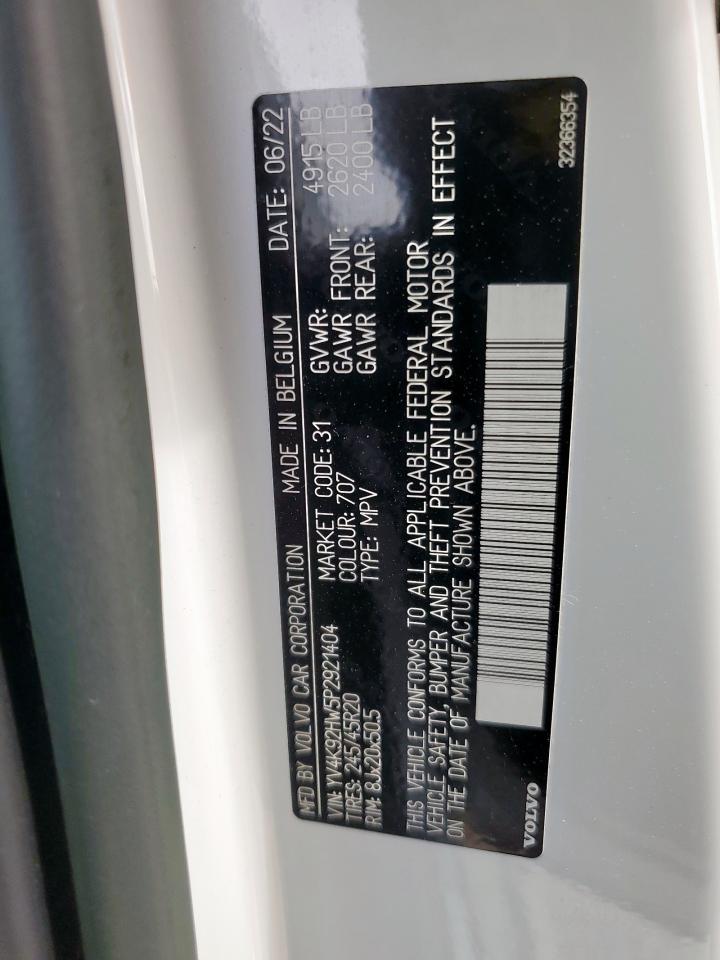 MFD BY VOLVO CAR CORPORATION MADE IN BELGIUM DATE: 06/22
VIN: YV4K92HW5P2921404 MARKET CODE: 31 GVWR: 4915 LB
TIRES: 245/45R20 COLOUR: 707 GAWR FRONT: 2620 LB
RIM: 8Jx20x50.5 TYPE: MPV GAWR REAR: 2400 LB
THIS VEHICLE CONFORMS TO ALL APPLICABLE FEDERAL MOTOR
VEHICLE SAFETY, BUMPER AND THEFT PREVENTION STANDARDS IN EFFECT
ON THE DATE OF MANUFACTURE SHOWN ABOVE.
VOLVO 32366354